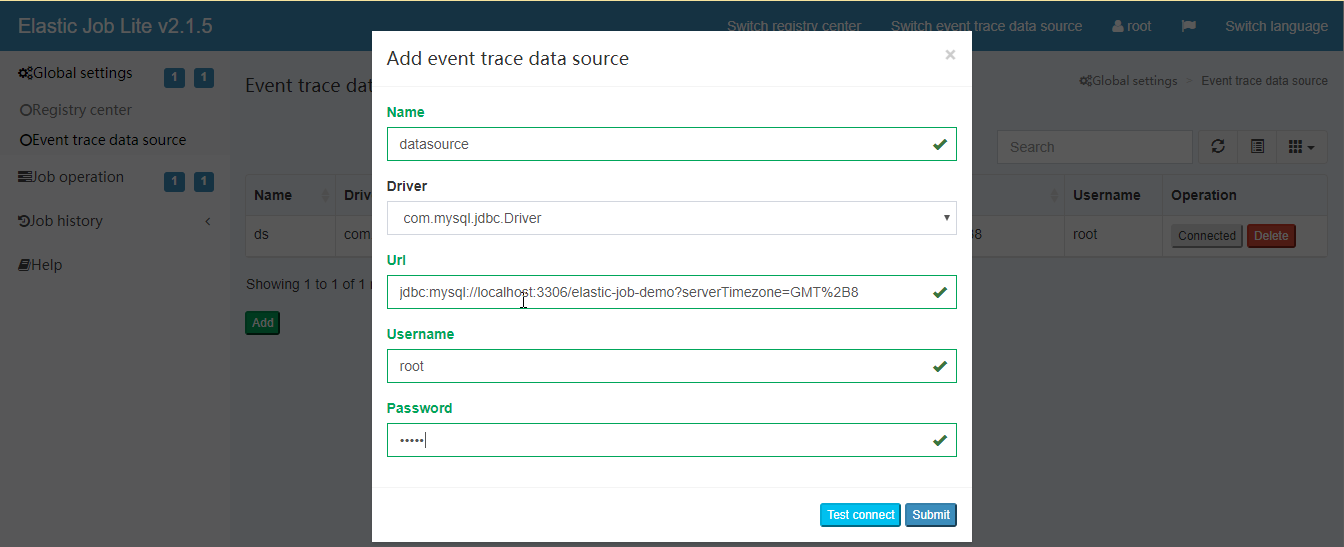 Elastic Job Lite v2.1.5
Switch registry center
Switch event trace data source
root
Switch language
Global settings
1 1
Registry center
Event trace data source
Job operation
1 1
Job history
Help
Event trace dat
Global settings > Event trace data source
Search
Name
Driv
Username
Operation
ds
com.
8
root
Connected
Delete
Showing 1 to 1 of 1
Add
Add event trace data source
×
Name
datasource
Driver
com.mysql.jdbc.Driver
Url
jdbc:mysql://localhost:3306/elastic-job-demo?serverTimezone=GMT%2B8
Username
root
Password
•••••
Test connect
Submit